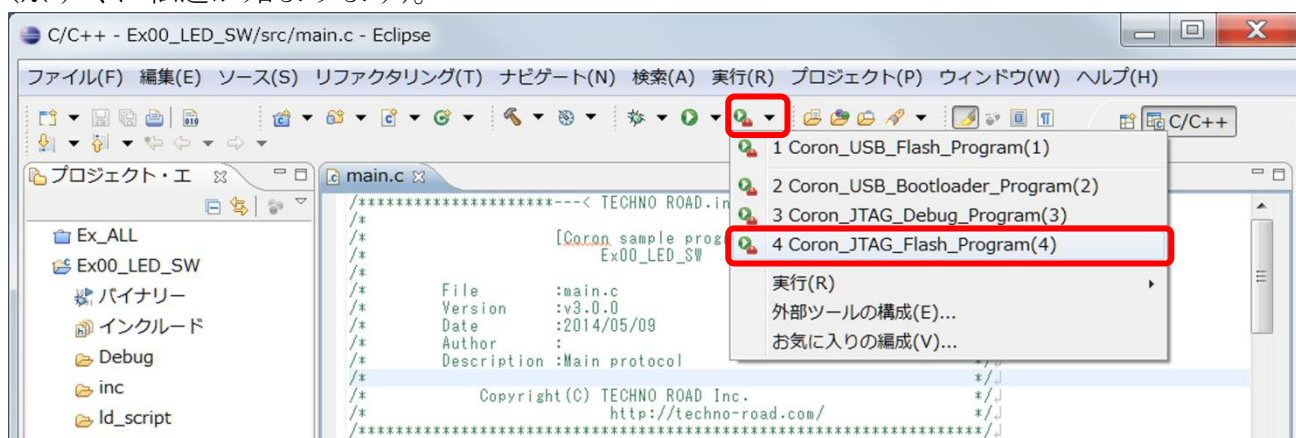 C/C++ - Ex00_LED_SW/src/main.c - Eclipse
ファイル(F) 編集(E) ソース(S) リファクタリング(T) ナビゲート(N) 検索(A) 実行(R) プロジェクト(P) ウィンドウ(W) ヘルプ(H)
C/C++
プロジェクト・エ
main.c
1 Coron_USB_Flash_Program(1)
2 Coron_USB_Bootloader_Program(2)
3 Coron_JTAG_Debug_Program(3)
4 Coron_JTAG_Flash_Program(4)
実行(R)
外部ツールの構成(E)...
お気に入りの編成(V)...
Ex_ALL
Ex00_LED_SW
バイナリー
インクルード
Debug
inc
ld_script
/**********************---< TECHNO ROAD.in
/*
/* [Coron sample prog
/* Ex00_LED_SW
/*
/* File :main.c
/* Version :v3.0.0
/* Date :2014/05/09
/* Author :
/* Description :Main protocol */
/* */
/* Copyright(C) TECHNO ROAD Inc. */
/* http://techno-road.com/ */